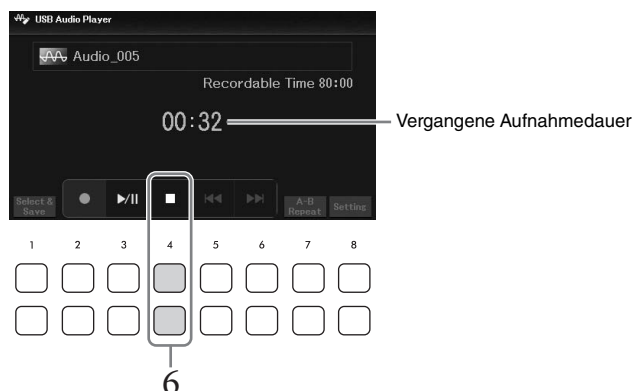 USB Audio Player
Audio_005
Recordable Time 80:00
00:32
Vergangene Aufnahmedauer
Select & Save
A-B Repeat
Setting
1 2 3 4 5 6 7 8
6